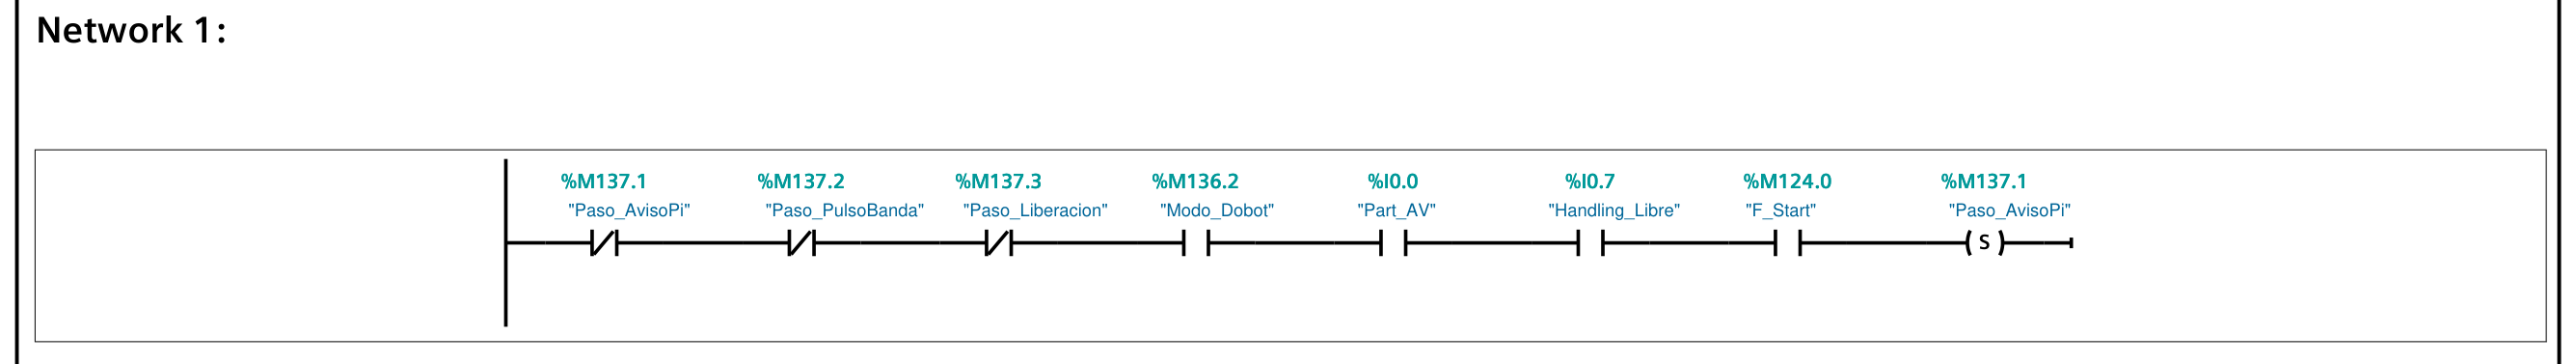 Network 1:
%M137.1 %M137.2 %M137.3 %M136.2 %I0.0 %I0.7 %M124.0 %M137.1
"Paso_AvisoPi" "Paso_PulsoBanda" "Paso_Liberacion" "Modo_Dobot" "Part_AV" "Handling_Libre" "F_Start" "Paso_AvisoPi"
S